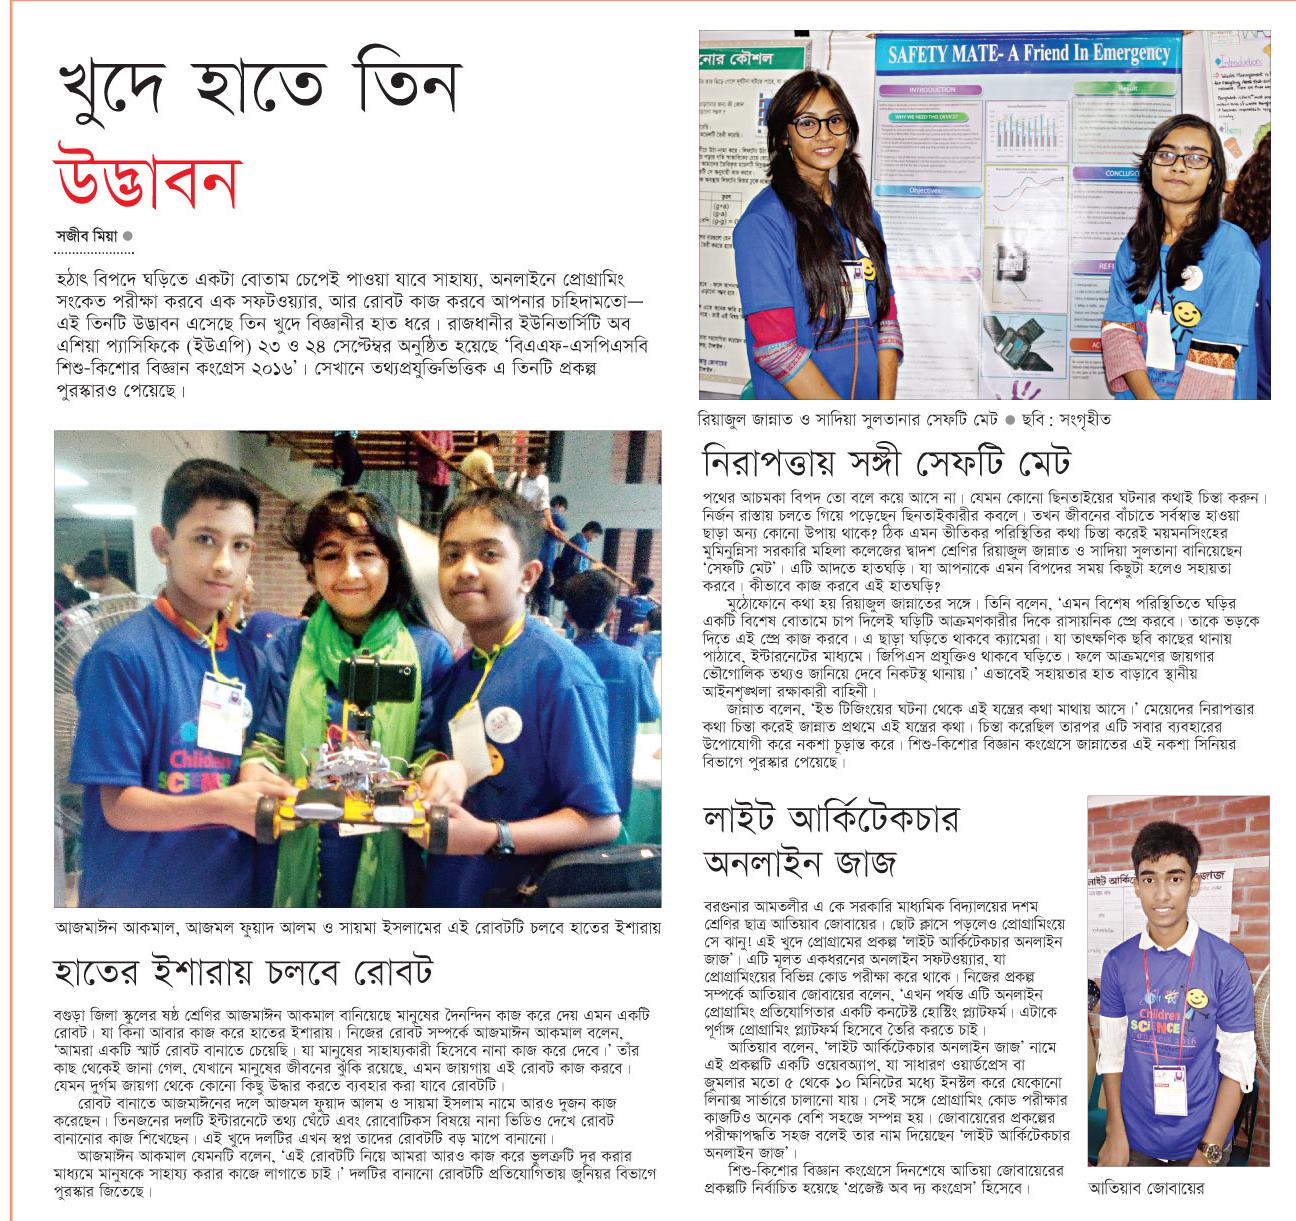 খুদে হাতে তিন
উদ্ভাবন
সজীব মিয়া ●
হঠাৎ বিপদে ঘড়িতে একটা বোতাম চেপেই পাওয়া যাবে সাহায্য, অনলাইনে প্রোগ্রামিং
সংকেত পরীক্ষা করবে এক সফটওয়্যার, আর রোবট কাজ করবে আপনার চাহিদামতো—
এই তিনটি উদ্ভাবন এসেছে তিন খুদে বিজ্ঞানীর হাত ধরে। রাজধানীর ইউনিভার্সিটি অব
এশিয়া প্যাসিফিকে (ইউএপি) ২৩ ও ২৪ সেপ্টেম্বর অনুষ্ঠিত হয়েছে ‘বিএএফ-এসপিএসবি
শিশু-কিশোর বিজ্ঞান কংগ্রেস ২০১৬’। সেখানে তথ্যপ্রযুক্তিভিত্তিক এ তিনটি প্রকল্প
পুরস্কারও পেয়েছে।
Children
SCIENCE
আজমাঈন আকমাল, আজমল ফুয়াদ আলম ও সায়মা ইসলামের এই রোবটটি চলবে হাতের ইশারায়
হাতের ইশারায় চলবে রোবট
বগুড়া জিলা স্কুলের ষষ্ঠ শ্রেণির আজমাঈন আকমাল বানিয়েছে মানুষের দৈনন্দিন কাজ করে দেয় এমন একটি
রোবট। যা কিনা আবার কাজ করে হাতের ইশারায়। নিজের রোবট সম্পর্কে আজমাঈন আকমাল বলেন,
‘আমরা একটি স্মার্ট রোবট বানাতে চেয়েছি। যা মানুষের সাহায্যকারী হিসেবে নানা কাজ করে দেবে।’ তাঁর
কাছ থেকেই জানা গেল, যেখানে মানুষের জীবনের ঝুঁকি রয়েছে, এমন জায়গায় এই রোবট কাজ করবে।
যেমন দুর্গম জায়গা থেকে কোনো কিছু উদ্ধার করতে ব্যবহার করা যাবে রোবটটি।
রোবট বানাতে আজমাঈনের দলে আজমল ফুয়াদ আলম ও সায়মা ইসলাম নামে আরও দুজন কাজ
করেছেন। তিনজনের দলটি ইন্টারনেটে তথ্য ঘেঁটে এবং রোবোটিকস বিষয়ে নানা ভিডিও দেখে রোবট
বানানোর কাজ শিখেছেন। এই খুদে দলটির এখন স্বপ্ন তাদের রোবটটি বড় মাপে বানানো।
আজমাঈন আকমাল যেমনটি বলেন, ‘এই রোবটটি নিয়ে আমরা আরও কাজ করে ভুলত্রুটি দূর করার
মাধ্যমে মানুষকে সাহায্য করার কাজে লাগাতে চাই।’ দলটির বানানো রোবটটি প্রতিযোগিতায় জুনিয়র বিভাগে
পুরস্কার জিতেছে।
নোর কৌশল
SAFETY MATE- A Friend In Emergency
INTRODUCTION
WHY WE NEED THIS DEVICE?
Objectives:
Result
Introduction:
রিয়াজুল জান্নাত ও সাদিয়া সুলতানার সেফটি মেট ● ছবি : সংগৃহীত
নিরাপত্তায় সঙ্গী সেফটি মেট
পথের আচমকা বিপদ তো বলে কয়ে আসে না। যেমন কোনো ছিনতাইয়ের ঘটনার কথাই চিন্তা করুন।
নির্জন রাস্তায় চলতে গিয়ে পড়েছেন ছিনতাইকারীর কবলে। তখন জীবনের বাঁচাতে সর্বস্বান্ত হাওয়া
ছাড়া অন্য কোনো উপায় থাকে? ঠিক এমন ভীতিকর পরিস্থিতির কথা চিন্তা করেই ময়মনসিংহের
মুমিনুন্নিসা সরকারি মহিলা কলেজের দ্বাদশ শ্রেণির রিয়াজুল জান্নাত ও সাদিয়া সুলতানা বানিয়েছেন
‘সেফটি মেট’। এটি আদতে হাতঘড়ি। যা আপনাকে এমন বিপদের সময় কিছুটা হলেও সহায়তা
করবে। কীভাবে কাজ করবে এই হাতঘড়ি?
মুঠোফোনে কথা হয় রিয়াজুল জান্নাতের সঙ্গে। তিনি বলেন, ‘এমন বিশেষ পরিস্থিতিতে ঘড়ির
একটি বিশেষ বোতামে চাপ দিলেই ঘড়িটি আক্রমণকারীর দিকে রাসায়নিক স্প্রে করবে। তাকে ভড়কে
দিতে এই স্প্রে কাজ করবে। এ ছাড়া ঘড়িতে থাকবে ক্যামেরা। যা তাৎক্ষণিক ছবি কাছের থানায়
পাঠাবে, ইন্টারনেটের মাধ্যমে। জিপিএস প্রযুক্তিও থাকবে ঘড়িতে। ফলে আক্রমণের জায়গার
ভৌগোলিক তথ্যও জানিয়ে দেবে নিকটস্থ থানায়।’ এভাবেই সহায়তার হাত বাড়াবে স্থানীয়
আইনশৃঙ্খলা রক্ষাকারী বাহিনী।
জান্নাত বলেন, ‘ইভ টিজিংয়ের ঘটনা থেকে এই যন্ত্রের কথা মাথায় আসে।’ মেয়েদের নিরাপত্তার
কথা চিন্তা করেই জান্নাত প্রথমে এই যন্ত্রের কথা। চিন্তা করেছিল তারপর এটি সবার ব্যবহারের
উপোযোগী করে নকশা চূড়ান্ত করে। শিশু-কিশোর বিজ্ঞান কংগ্রেসে জান্নাতের এই নকশা সিনিয়র
বিভাগে পুরস্কার পেয়েছে।
লাইট আর্কিটেকচার
অনলাইন জাজ
বরগুনার আমতলীর এ কে সরকারি মাধ্যমিক বিদ্যালয়ের দশম
শ্রেণির ছাত্র আতিয়াব জোবায়ের। ছোট ক্লাসে পড়লেও প্রোগ্রামিংয়ে
সে ঝানু! এই খুদে প্রোগ্রামের প্রকল্প ‘লাইট আর্কিটেকচার অনলাইন
জাজ’। এটি মূলত একধরনের অনলাইন সফটওয়্যার, যা
প্রোগ্রামিংয়ের বিভিন্ন কোড পরীক্ষা করে থাকে। নিজের প্রকল্প
সম্পর্কে আতিয়াব জোবায়ের বলেন, ‘এখন পর্যন্ত এটি অনলাইন
প্রোগ্রামিং প্রতিযোগিতার একটি কনটেস্ট হোস্টিং প্ল্যাটফর্ম। এটাকে
পূর্ণাঙ্গ প্রোগ্রামিং প্ল্যাটফর্ম হিসেবে তৈরি করতে চাই।
আতিয়াব বলেন, ‘লাইট আর্কিটেকচার অনলাইন জাজ’ নামে
এই প্রকল্পটি একটি ওয়েবঅ্যাপ, যা সাধারণ ওয়ার্ডপ্রেস বা
জুমলার মতো ৫ থেকে ১০ মিনিটের মধ্যে ইনস্টল করে যেকোনো
লিনাক্স সার্ভারে চালানো যায়। সেই সঙ্গে প্রোগ্রামিং কোড পরীক্ষার
কাজটিও অনেক বেশি সহজে সম্পন্ন হয়। জোবায়েরের প্রকল্পের
পরীক্ষাপদ্ধতি সহজ বলেই তার নাম দিয়েছেন ‘লাইট আর্কিটেকচার
অনলাইন জাজ’।
শিশু-কিশোর বিজ্ঞান কংগ্রেসে দিনশেষে আতিয়া জোবায়েরের
প্রকল্পটি নির্বাচিত হয়েছে ‘প্রজেক্ট অব দ্য কংগ্রেস’ হিসেবে।
Children
SCIENCE
আতিয়াব জোবায়ের